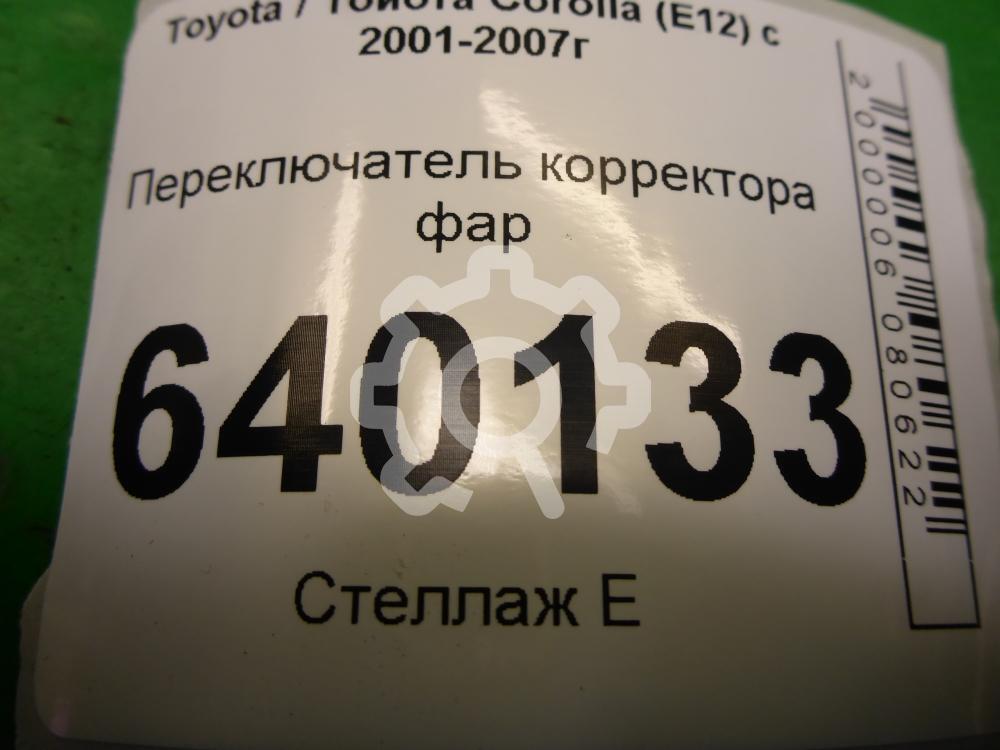 Toyota / Тойота Corolla (E12) с
2001-2007г
Переключатель корректора
фар
640133
Стеллаж Е
2000006080622